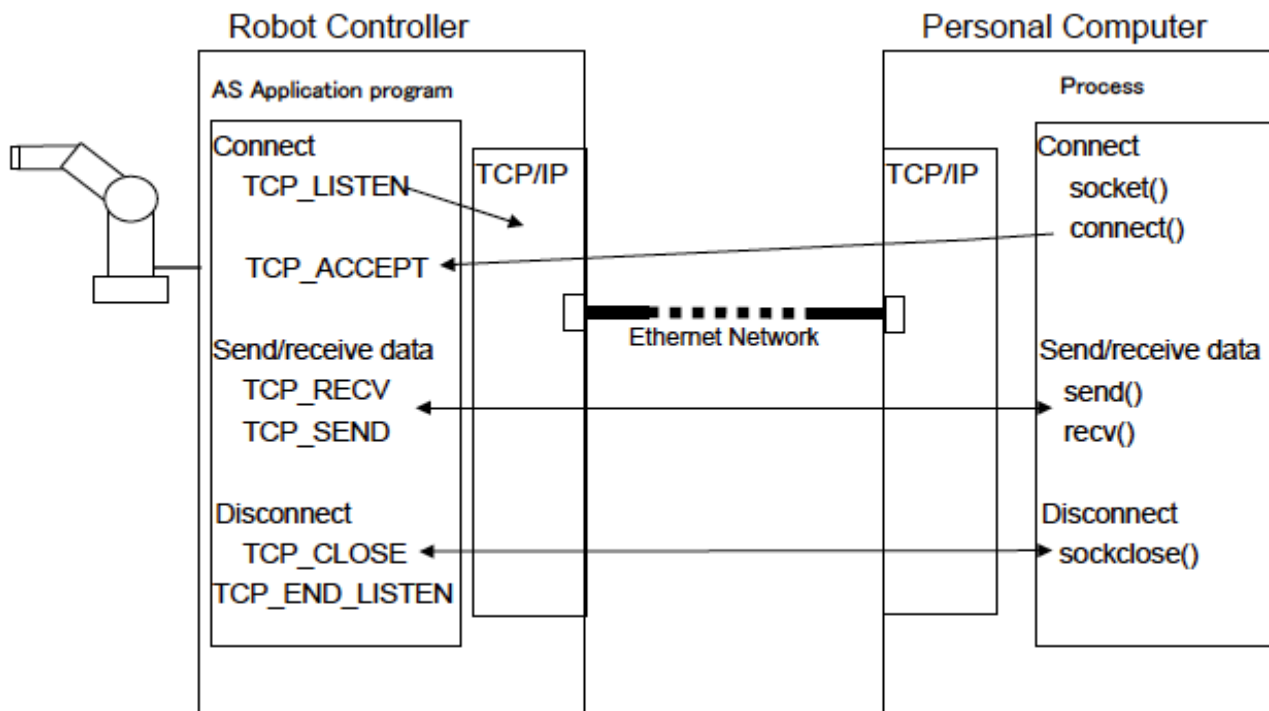 Robot Controller
Personal Computer
AS Application program
Process
Connect
TCP_LISTEN
TCP_ACCEPT
Send/receive data
TCP_RECV
TCP_SEND
Disconnect
TCP_CLOSE
TCP_END_LISTEN
TCP/IP
Ethernet Network
TCP/IP
Connect
socket()
connect()
Send/receive data
send()
recv()
Disconnect
sockclose()